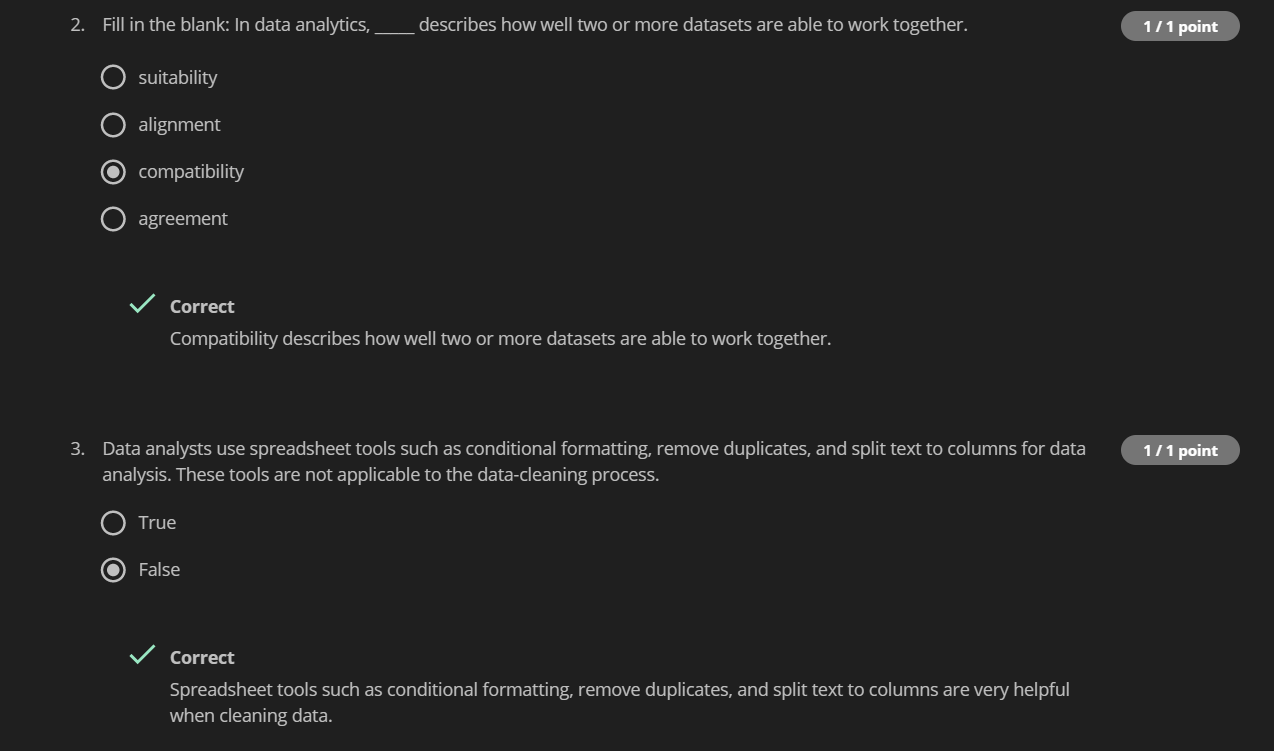 2. Fill in the blank: In data analytics, _____ describes how well two or more datasets are able to work together.
1 / 1 point
suitability
alignment
compatibility
agreement
Correct
Compatibility describes how well two or more datasets are able to work together.
3. Data analysts use spreadsheet tools such as conditional formatting, remove duplicates, and split text to columns for data
1 / 1 point
analysis. These tools are not applicable to the data-cleaning process.
True
False
Correct
Spreadsheet tools such as conditional formatting, remove duplicates, and split text to columns are very helpful
when cleaning data.